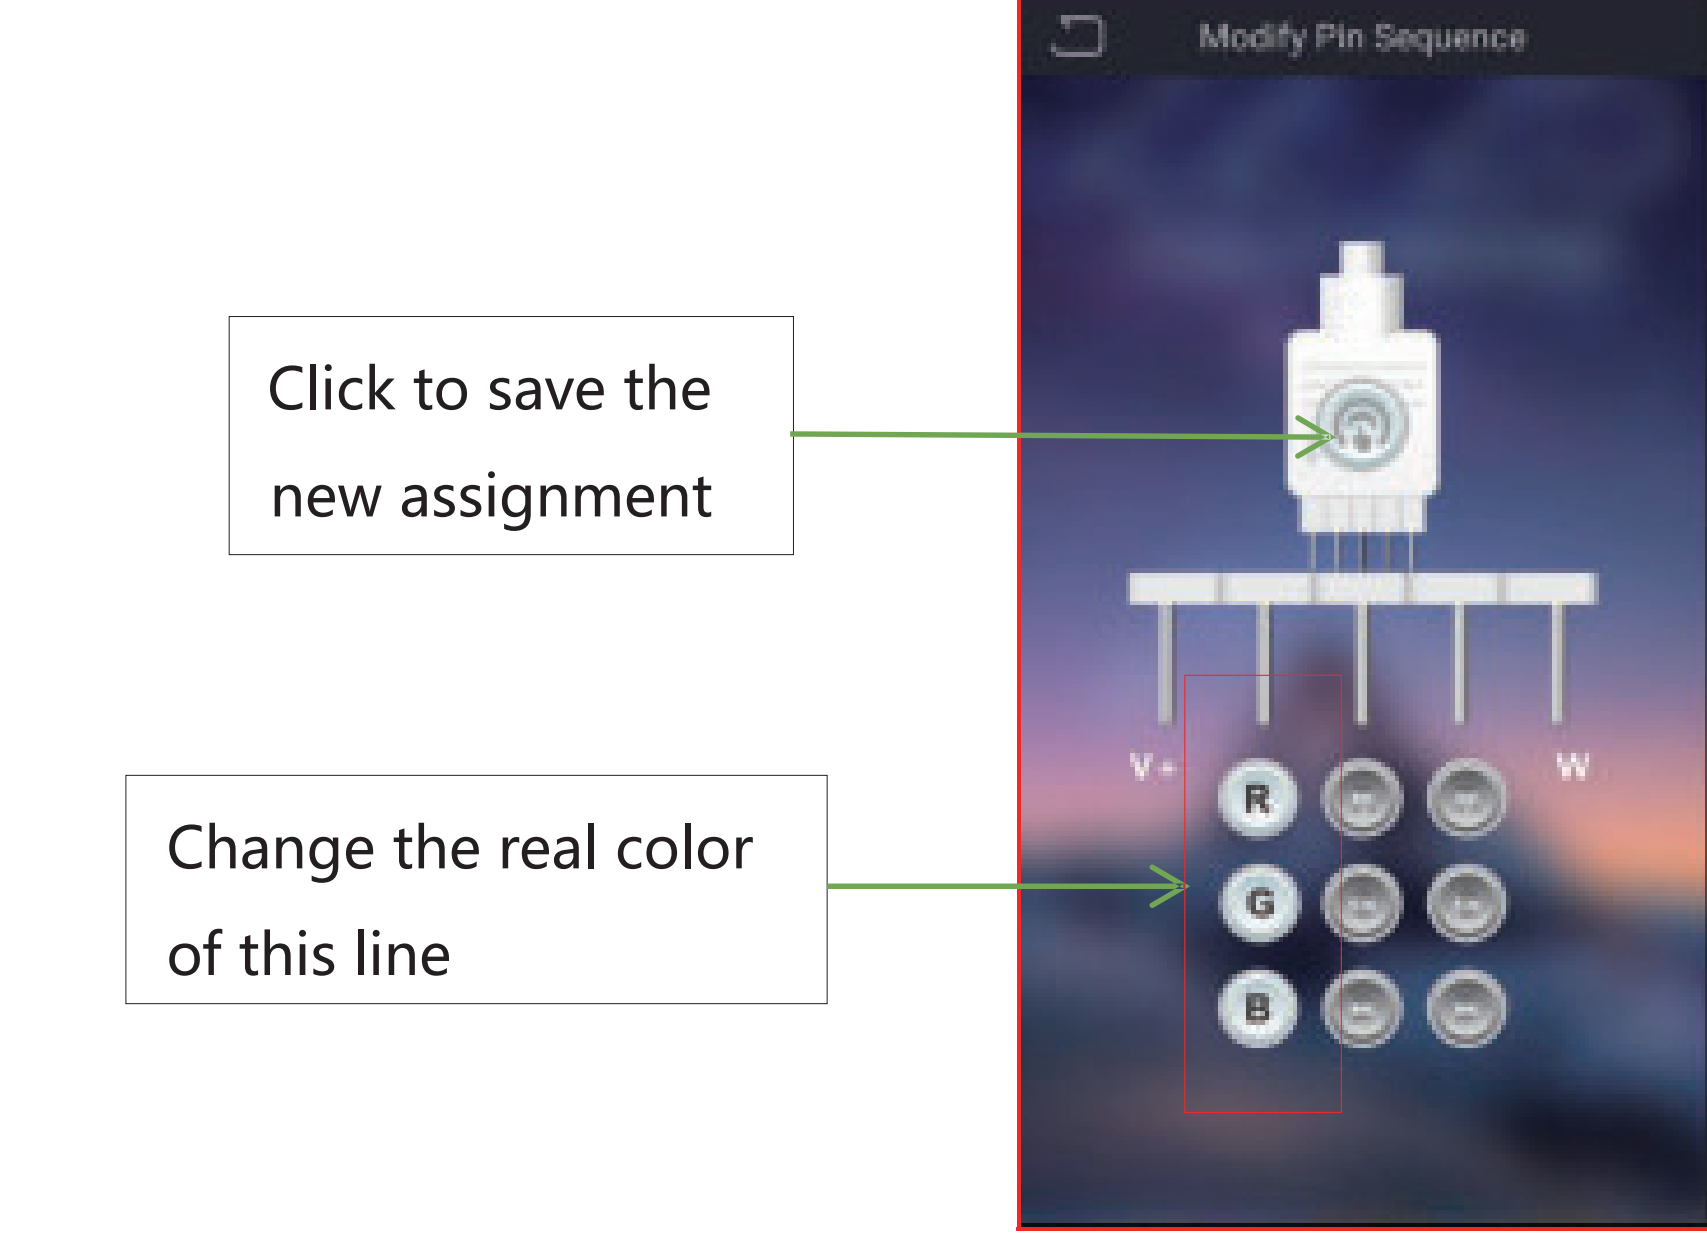 Modify Pin Sequence
Click to save the
new assignment
V+
W
R
G
B
Change the real color
of this line